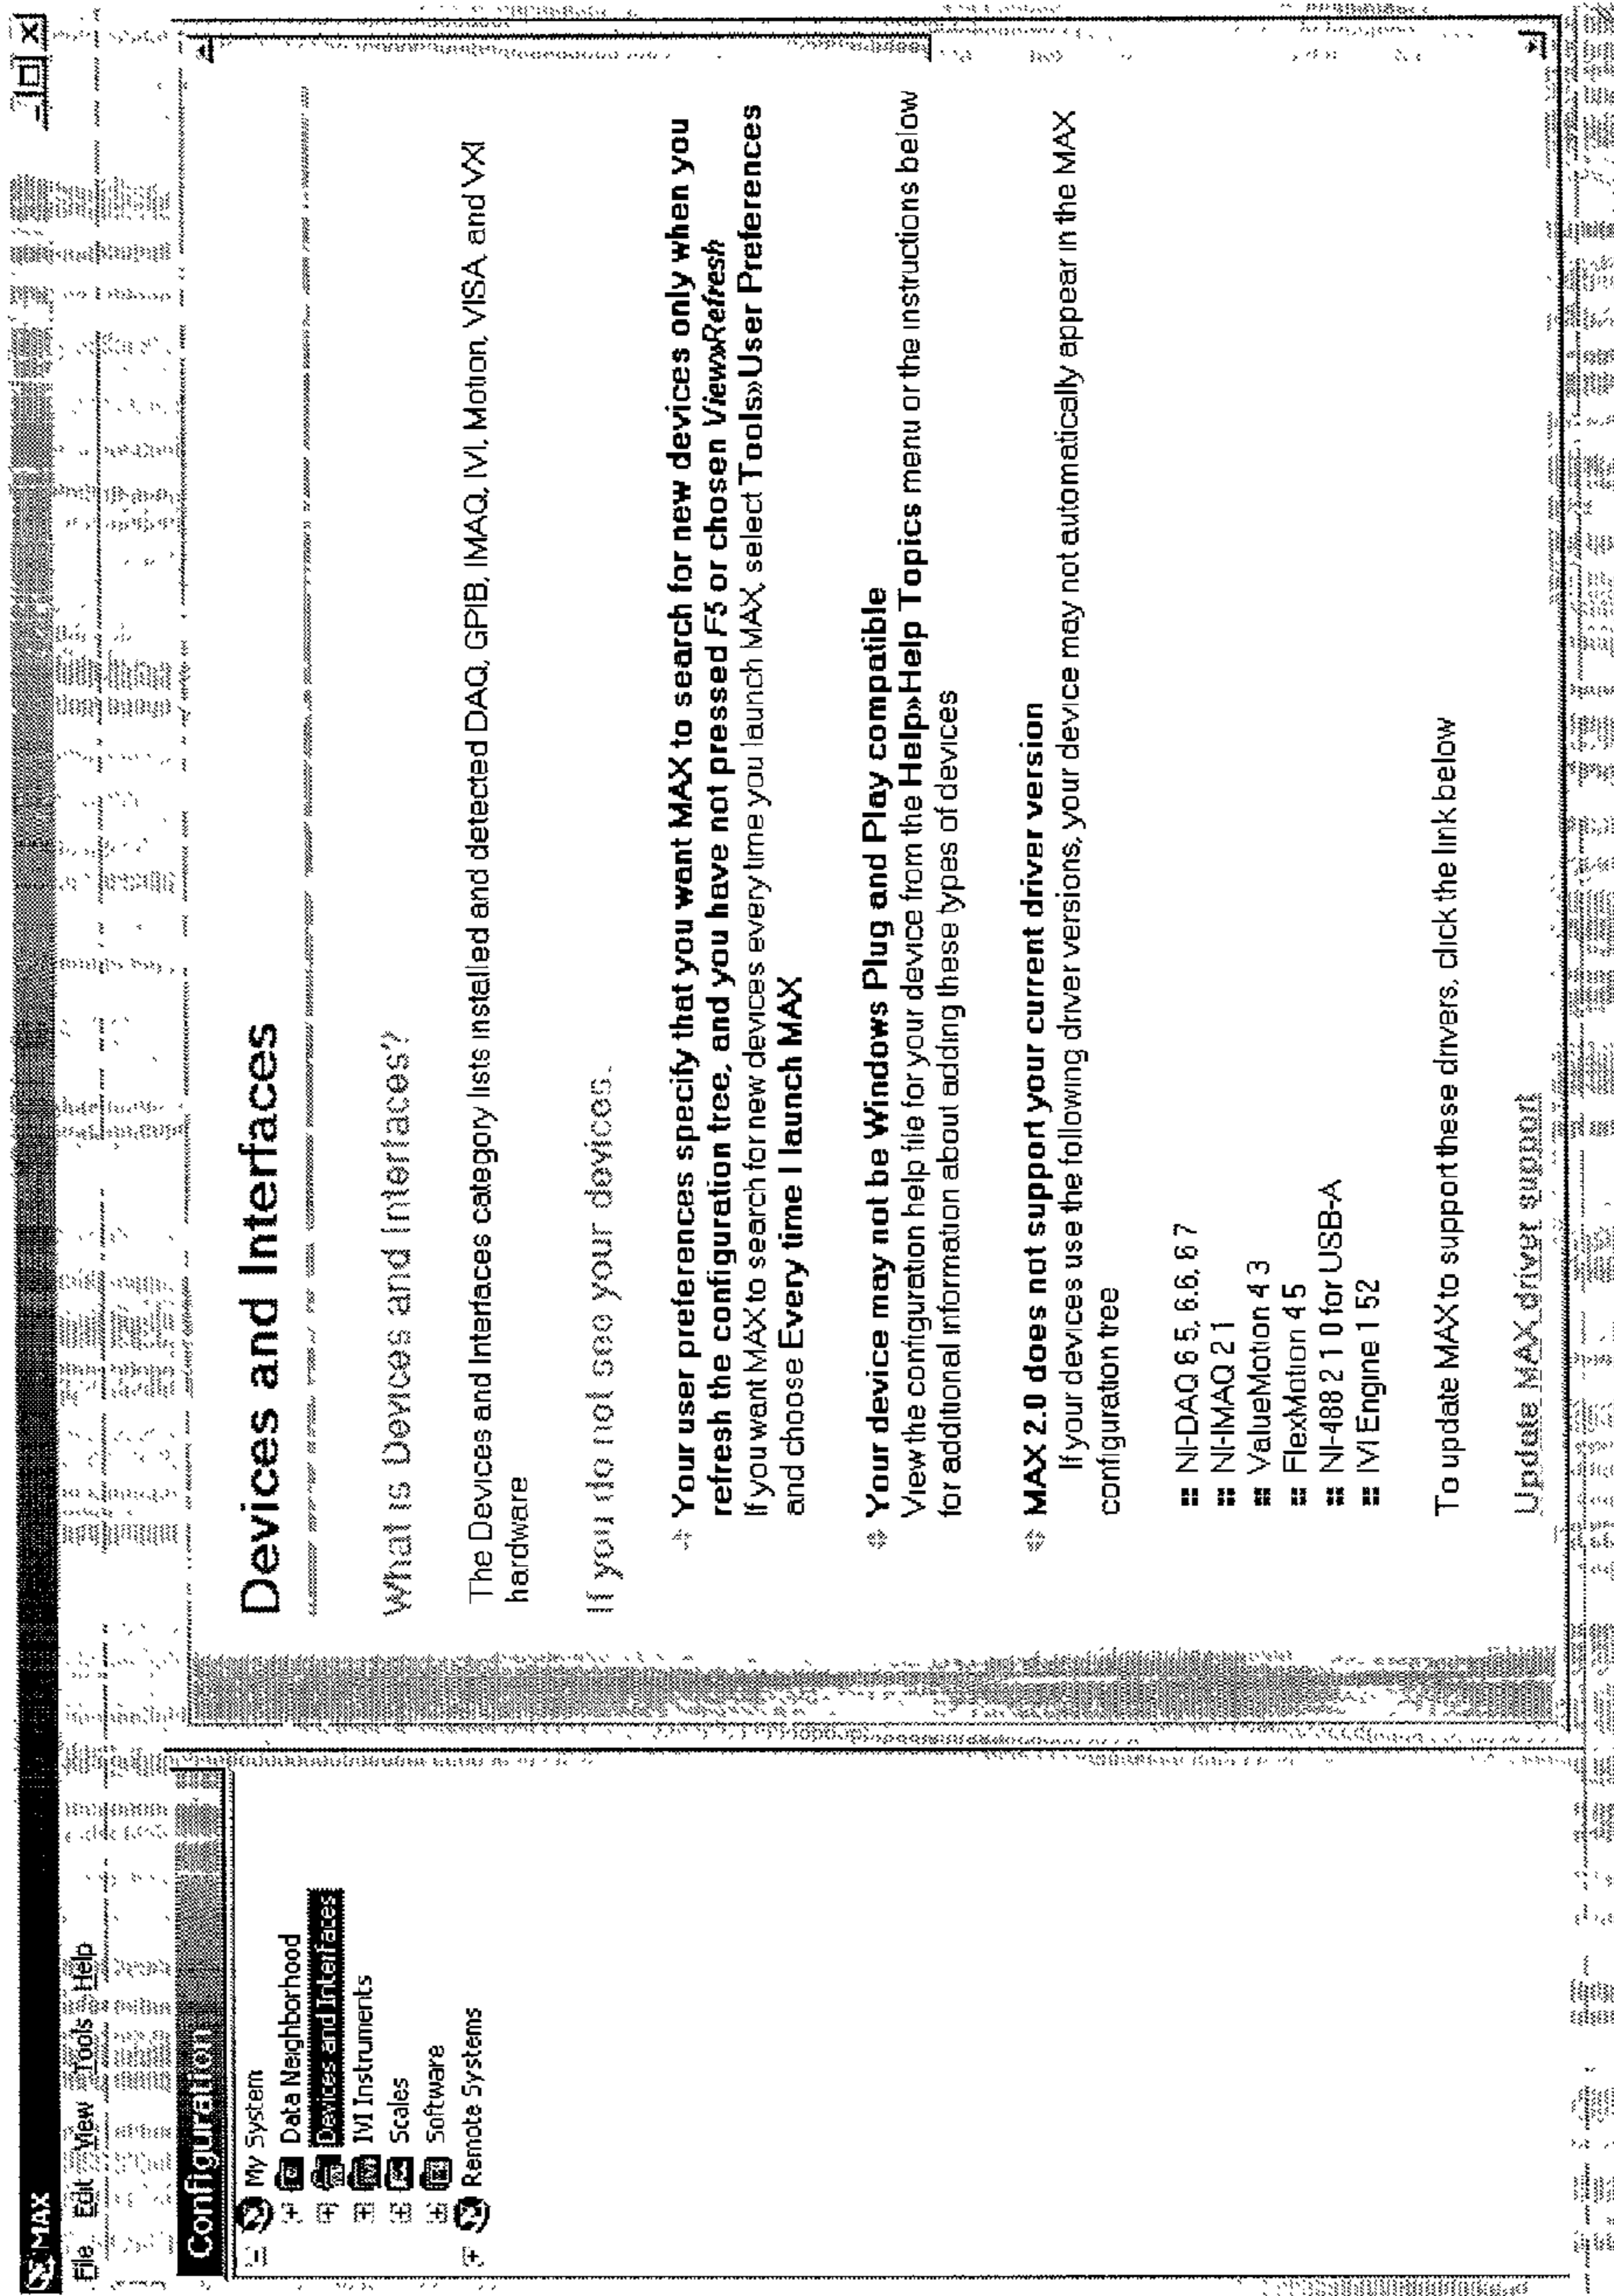 MAX
File Edit View Tools Help
Configuration
My System
Data Neighborhood
Devices and Interfaces
IVI Instruments
Scales
Software
Remote Systems
Devices and Interfaces
What is Devices and Interfaces?
The Devices and Interfaces category lists installed and detected DAQ, GPIB, IMAQ, IVI, Motion, VISA and VXI
hardware
If you do not see your devices.
Your user preferences specify that you want MAX to search for new devices only when you
refresh the configuration tree, and you have not pressed F5 or chosen View»Refresh
If you want MAX to search for new devices every time you launch MAX, select Tools»User Preferences
and choose Every time I launch MAX
Your device may not be Windows Plug and Play compatible
View the configuration help file for your device from the Help»Help Topics menu or the instructions below
for additional information about adding these types of devices
MAX 2.0 does not support your current driver version
If your devices use the following driver versions, your device may not automatically appear in the MAX
configuration tree
NI-DAQ 6 5, 6.6, 6 7
NI-IMAQ 2 1
ValueMotion 4 3
FlexMotion 4 5
NI-488 2 1 0 for USB-A
IVI Engine 1 52
To update MAX to support these drivers, click the link below
Update MAX driver support